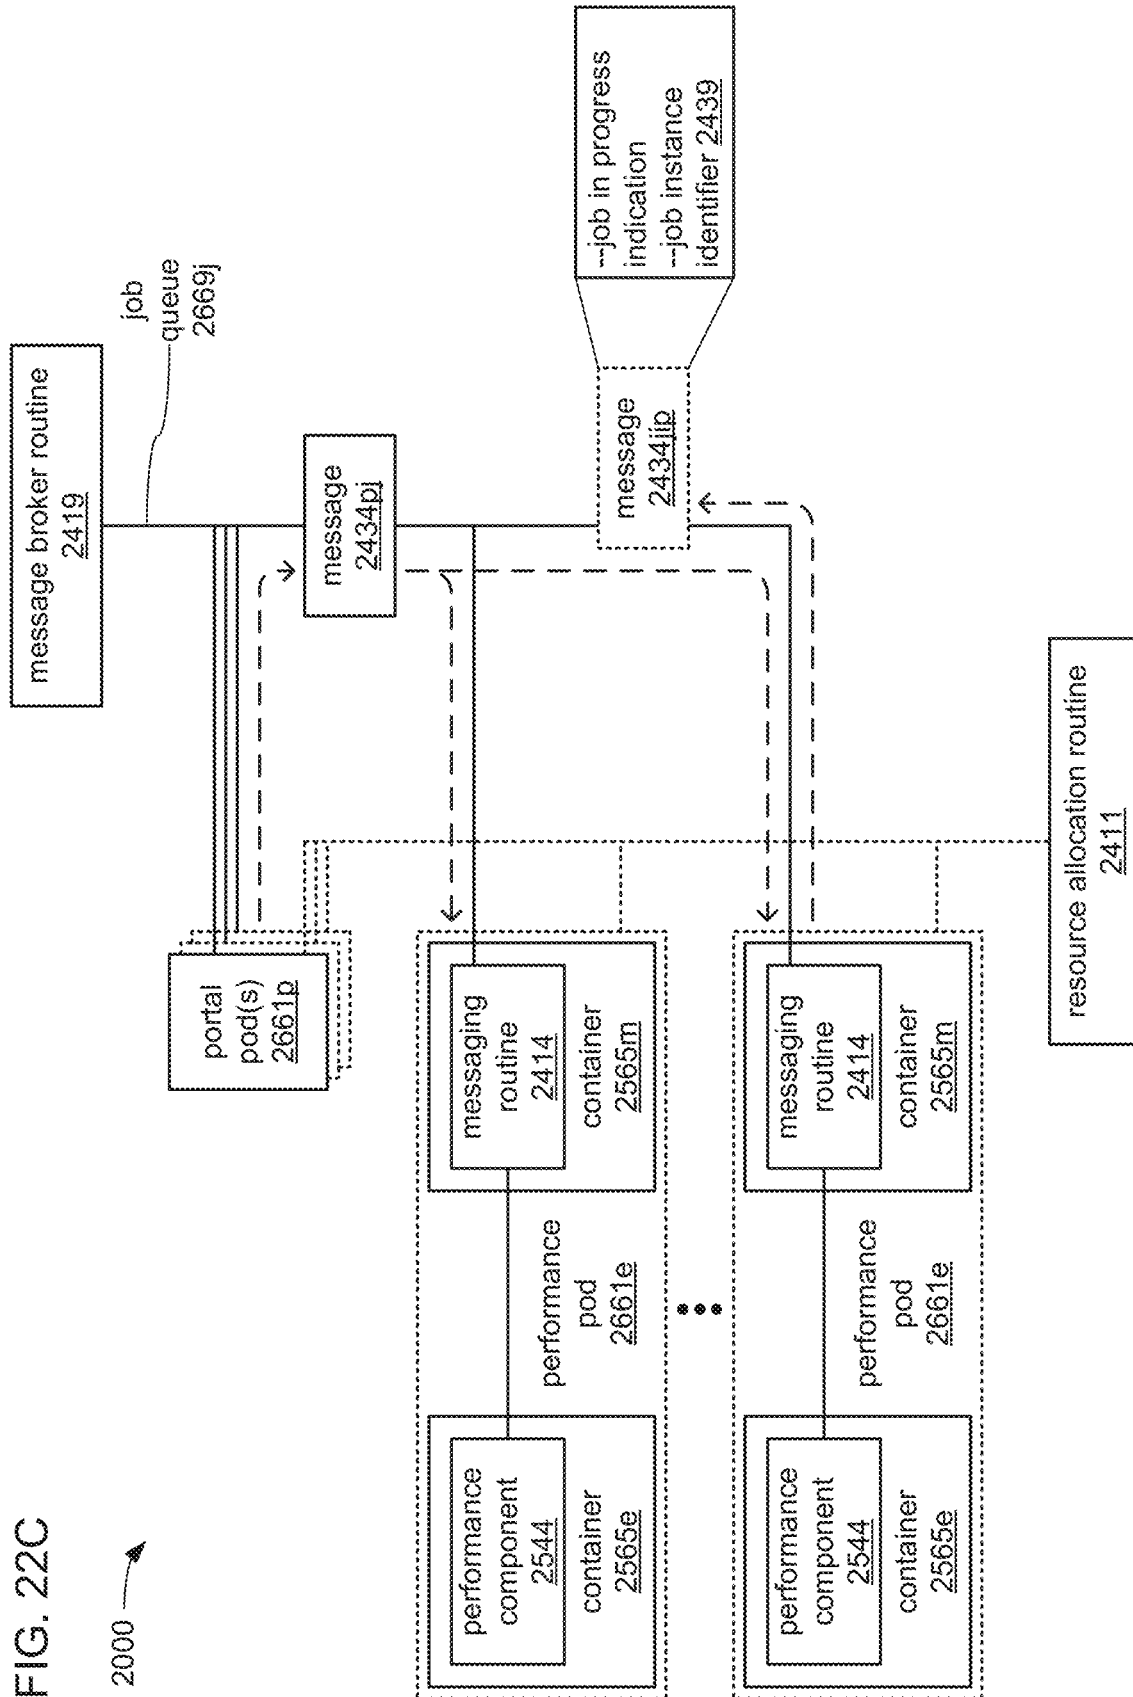 FIG. 22C
2000
message broker routine
2419
job
queue
2669j
portal
pod(s)
2661p
message
2434pj
message
2434jip
--job in progress
indication
--job instance
identifier 2439
performance
component
2544
container
2565e
performance
pod
2661e
messaging
routine
2414
container
2565m
performance
component
2544
container
2565e
performance
pod
2661e
messaging
routine
2414
container
2565m
resource allocation routine
2411